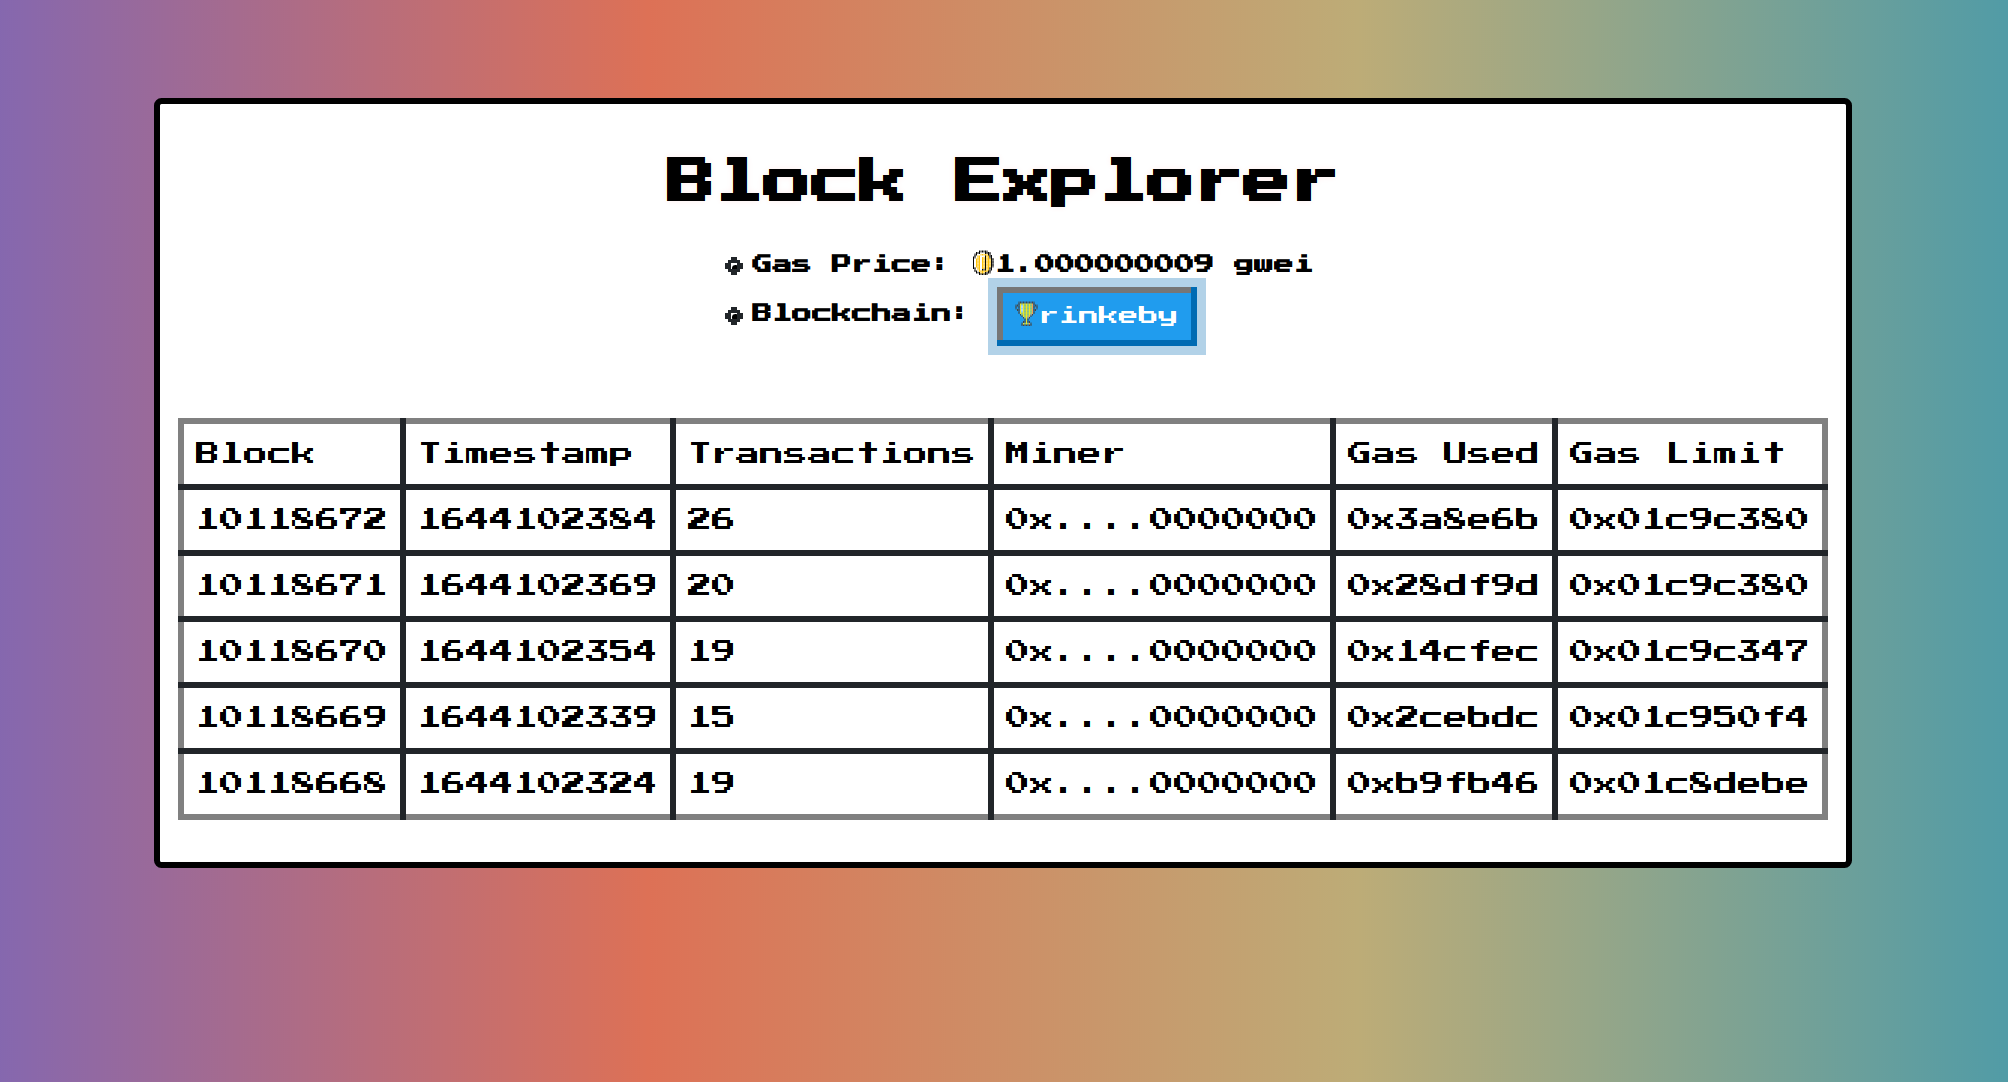 Block Explorer
Gas Price: 1.000000009 gwei
Blockchain: rinkeby
Block Timestamp Transactions Miner Gas Used Gas Limit
10118672 1644102384 26 0x....0000000 0x3a8e6b 0x01c9c380
10118671 1644102369 20 0x....0000000 0x28df9d 0x01c9c380
10118670 1644102354 19 0x....0000000 0x14cfec 0x01c9c347
10118669 1644102339 15 0x....0000000 0x2cebdc 0x01c950f4
10118668 1644102324 19 0x....0000000 0xb9fb46 0x01c8debe